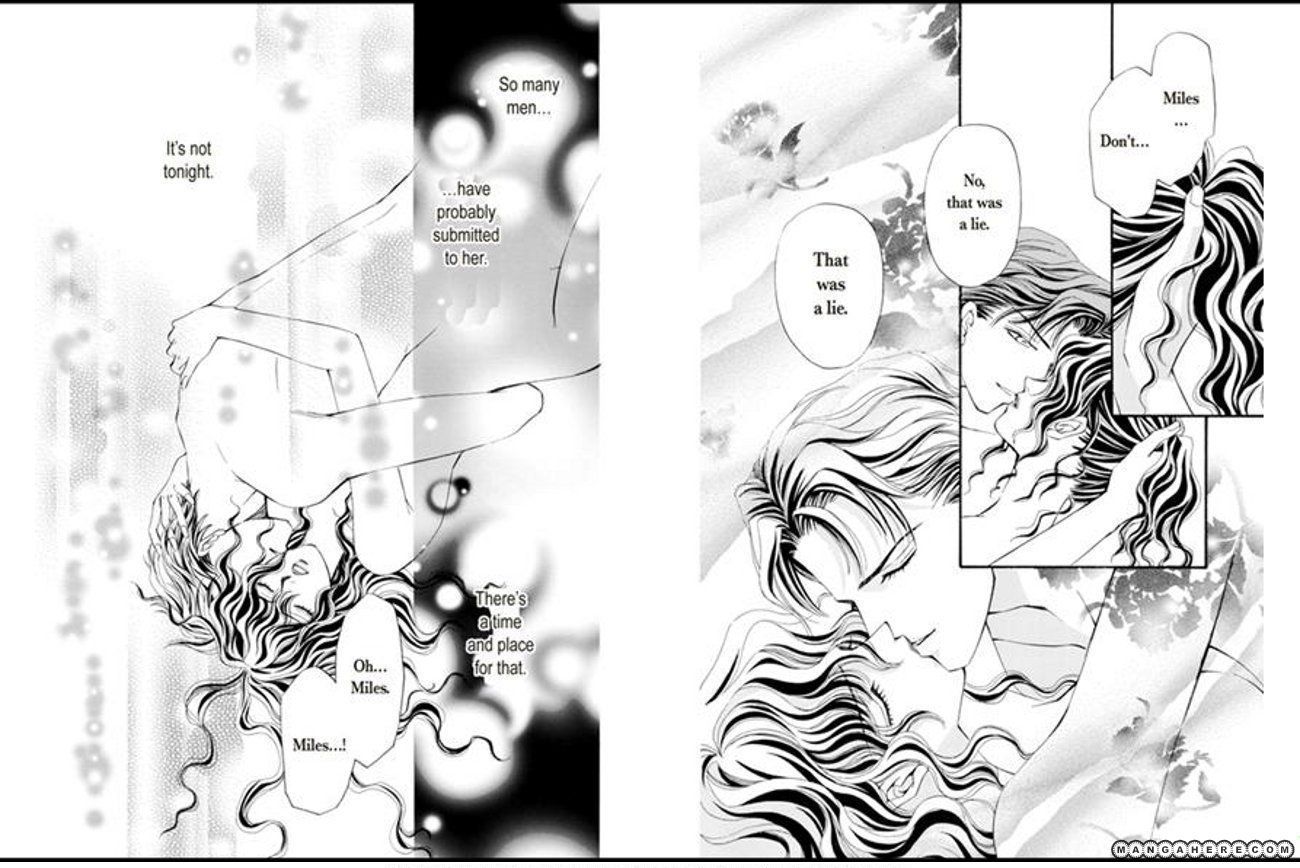 Miles
...
Don't...
No,
that was
a lie.
That
was
a lie.
So many
men...
...have
probably
submitted
to her.
It's not
tonight.
There's
a time
and place
for that.
Oh...
Miles.
Miles...!
MANGAHERE.COM